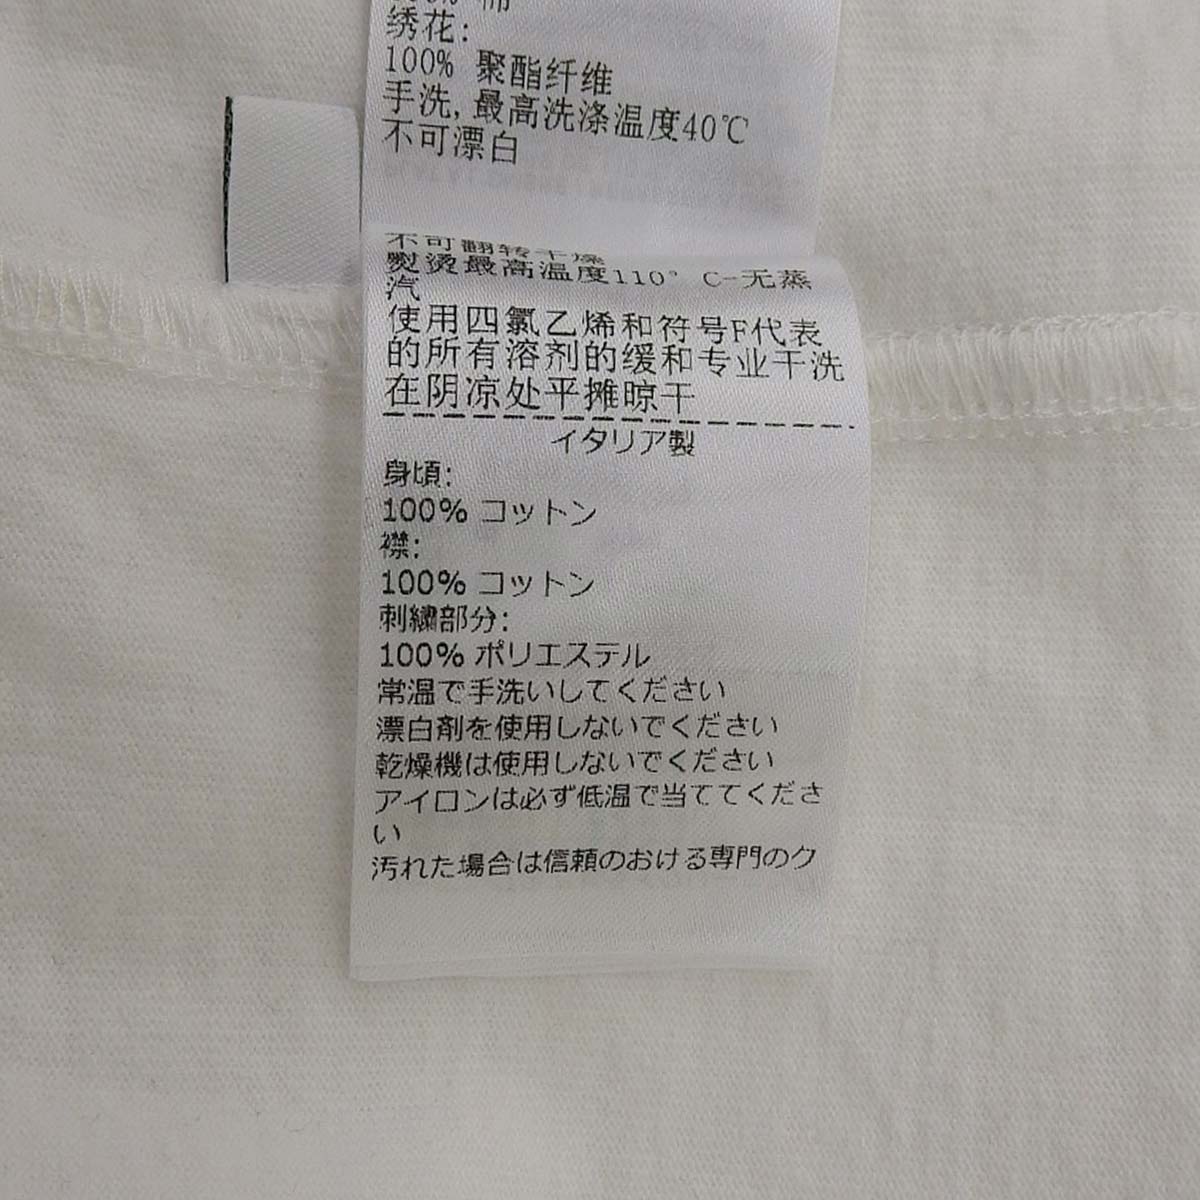 绣花:
100% 聚酯纤维
手洗,最高洗涤温度40℃
不可漂白
不可翻转干燥
熨烫最高温度110° C-无蒸
汽
使用四氯乙烯和符号F代表
的所有溶剂的缓和专业干洗
在阴凉处平摊晾干
イタリア製
身頃:
100% コットン
襟:
100% コットン
刺繍部分:
100% ポリエステル
常温で手洗いしてください
漂白剤を使用しないでください
乾燥機は使用しないでください
アイロンは必ず低温で当ててくださ
い
汚れた場合は信頼のおける専門のク